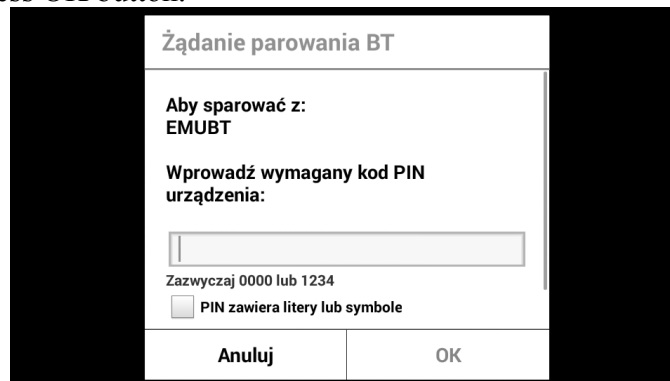 Żądanie parowania BT
Aby sparować z:
EMUBT
Wprowadź wymagany kod PIN
urządzenia:
Zazwyczaj 0000 lub 1234
PIN zawiera litery lub symbole
Anuluj OK